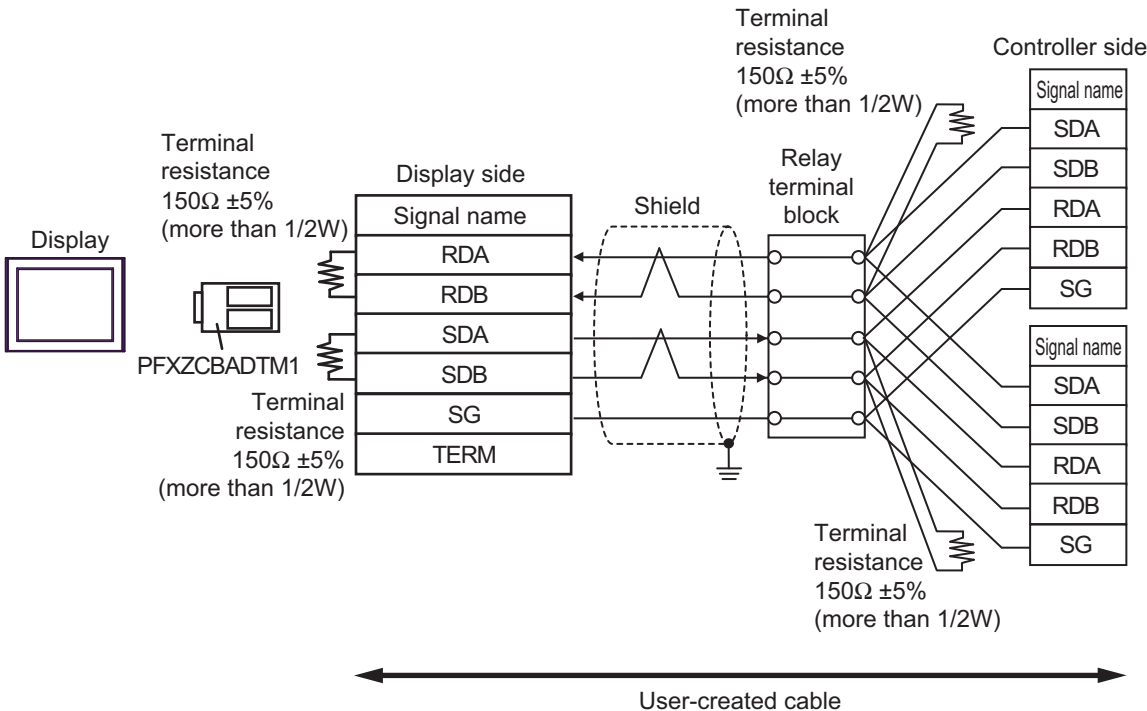 Display
PFXZCBADTM1
Terminal
resistance
150Ω ±5%
(more than 1/2W)
Terminal
resistance
150Ω ±5%
(more than 1/2W)
Display side
Signal name
RDA
RDB
SDA
SDB
SG
TERM
Shield
Relay
terminal
block
Terminal
resistance
150Ω ±5%
(more than 1/2W)
Terminal
resistance
150Ω ±5%
(more than 1/2W)
Controller side
Signal name
SDA
SDB
RDA
RDB
SG
Signal name
SDA
SDB
RDA
RDB
SG
User-created cable